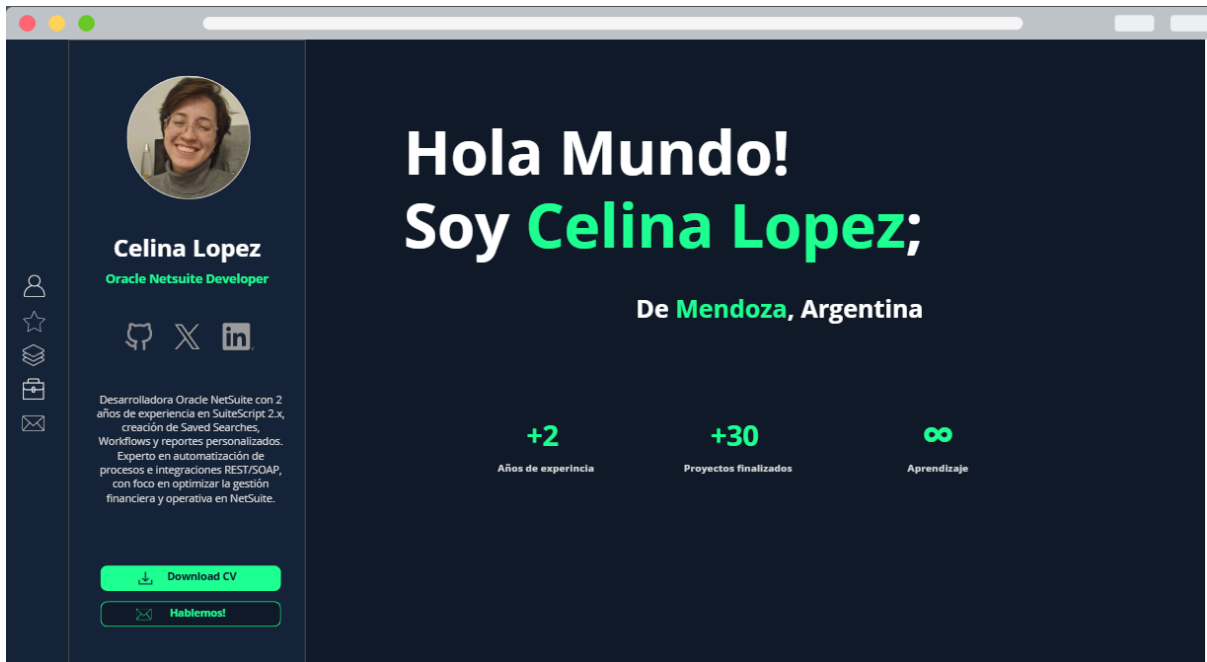 Celina Lopez
Oracle Netsuite Developer
in
Desarrolladora Oracle NetSuite con 2
años de experiencia en SuiteScript 2.x,
creación de Saved Searches,
Workflows y reportes personalizados.
Experto en automatización de
procesos e integraciones REST/SOAP,
con foco en optimizar la gestión
financiera y operativa en NetSuite.
Download CV
Hablemos!
Hola Mundo!
Soy Celina Lopez;
De Mendoza, Argentina
+2
Años de experincia
+30
Proyectos finalizados
∞
Aprendizaje